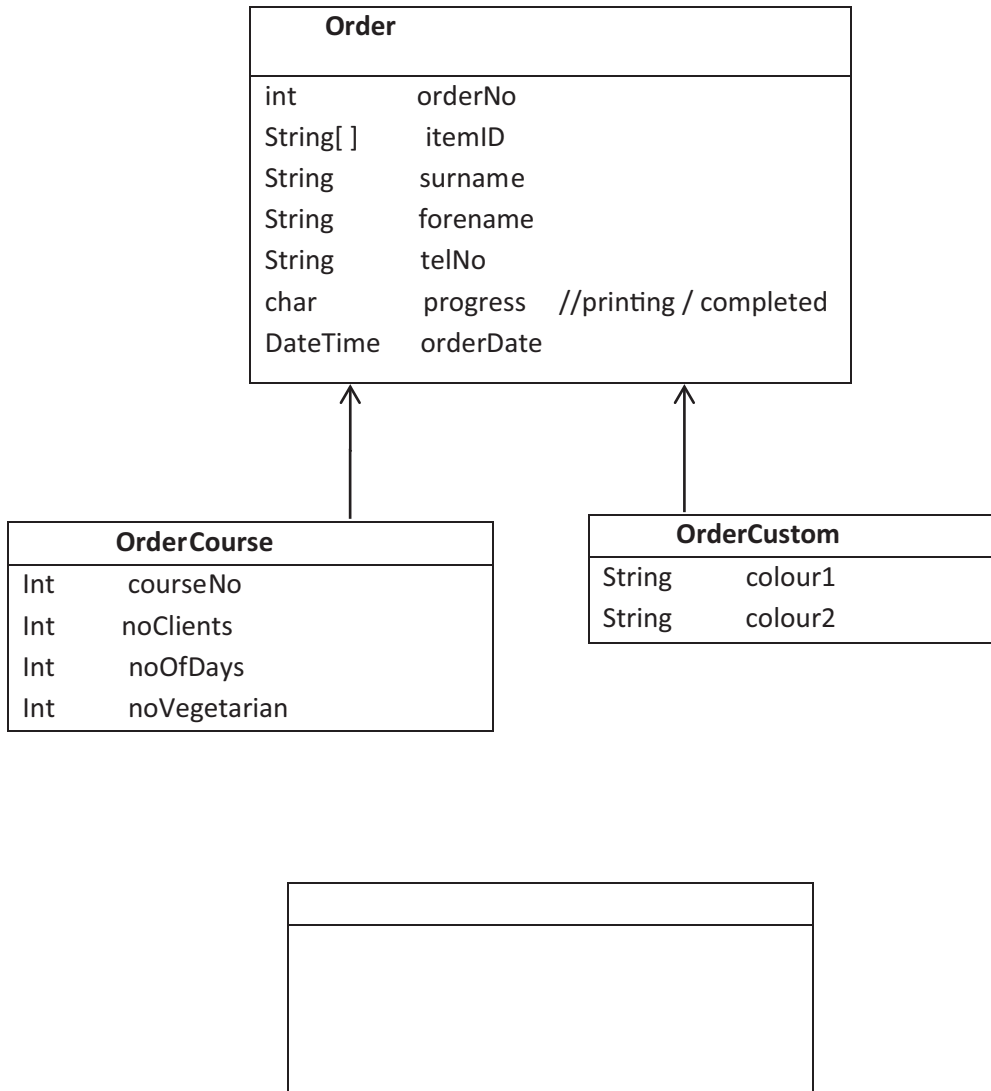 Order
int orderNo
String[ ] itemID
String surname
String forename
String telNo
char progress //printing / completed
DateTime orderDate
OrderCourse
Int courseNo
Int noClients
Int noOfDays
Int noVegetarian
OrderCustom
String colour1
String colour2